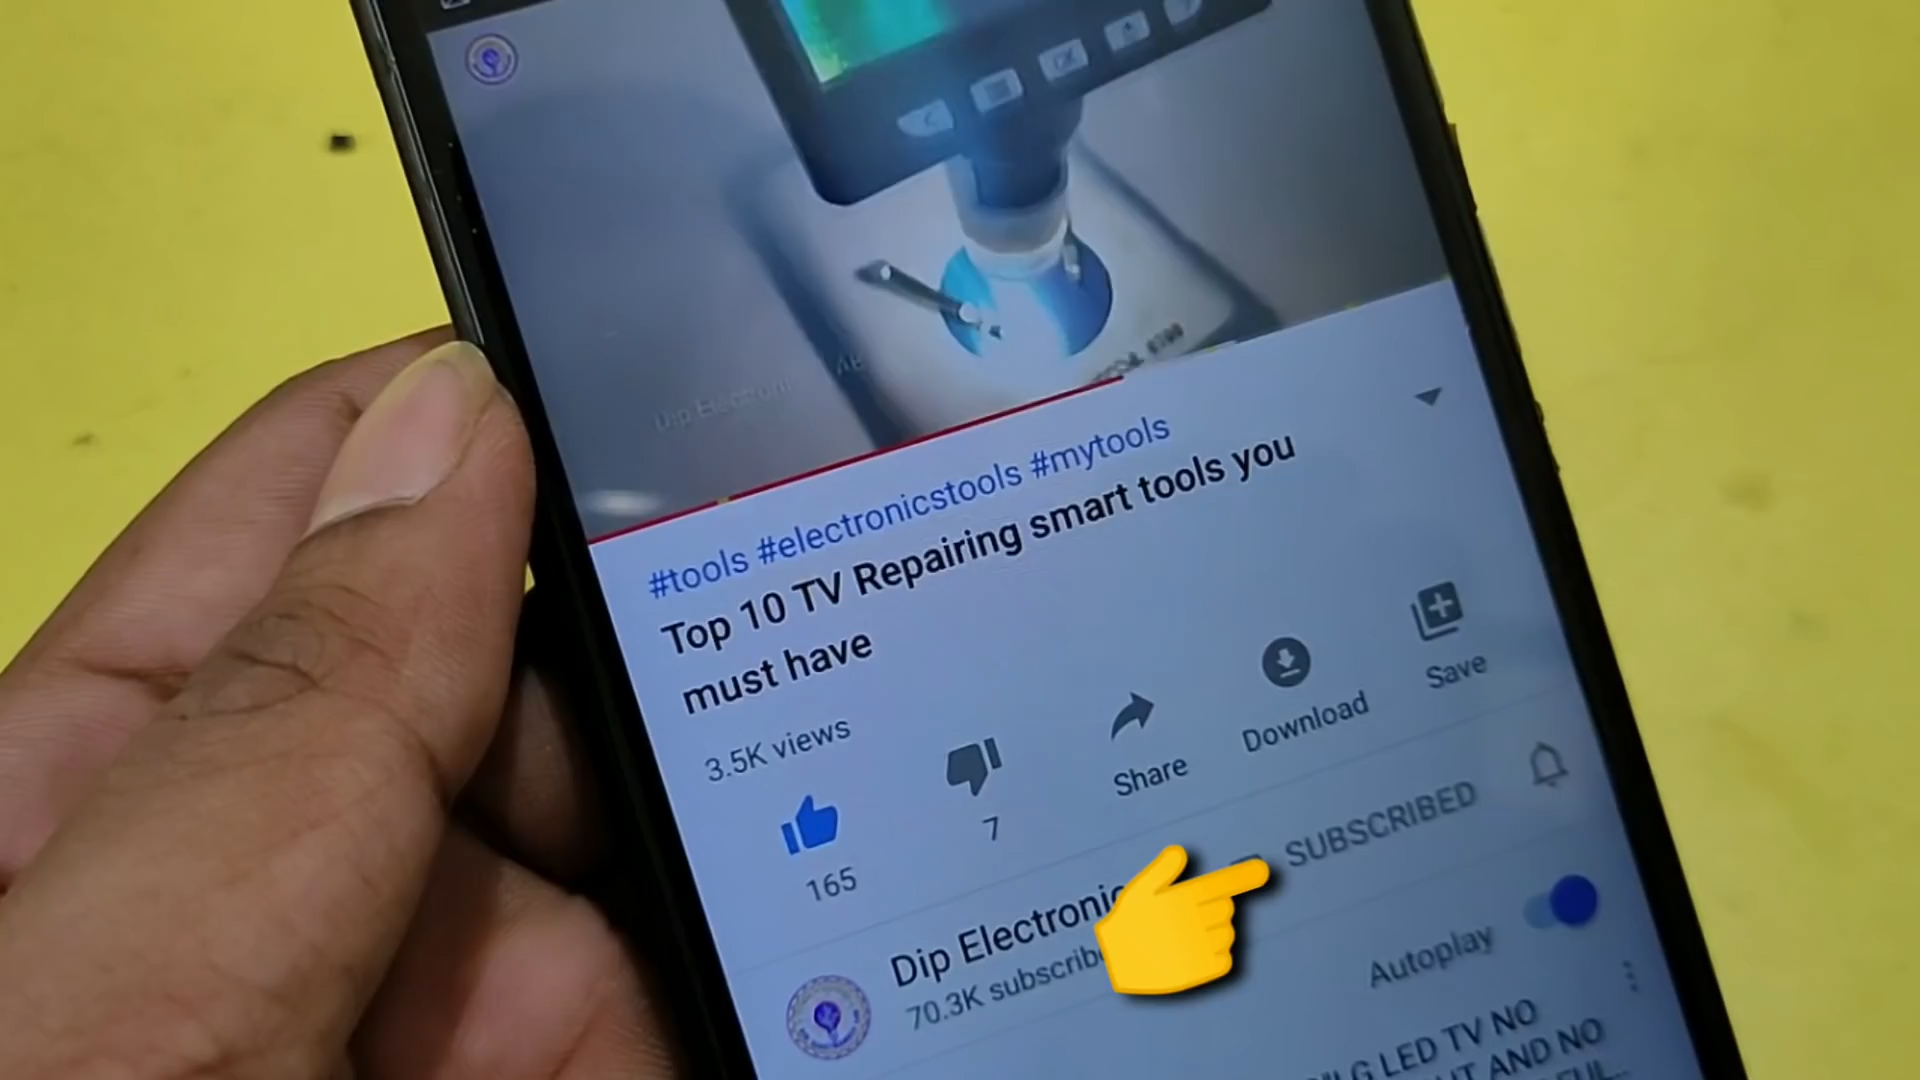 #tools #electronicstools #mytools
Top 10 TV Repairing smart tools you
must have
3.5K views
165
7
Share
Download
Save
Dip Electronic
70.3K
SUBSCRIBED
Autoplay
LG LED TV NO
AND NO